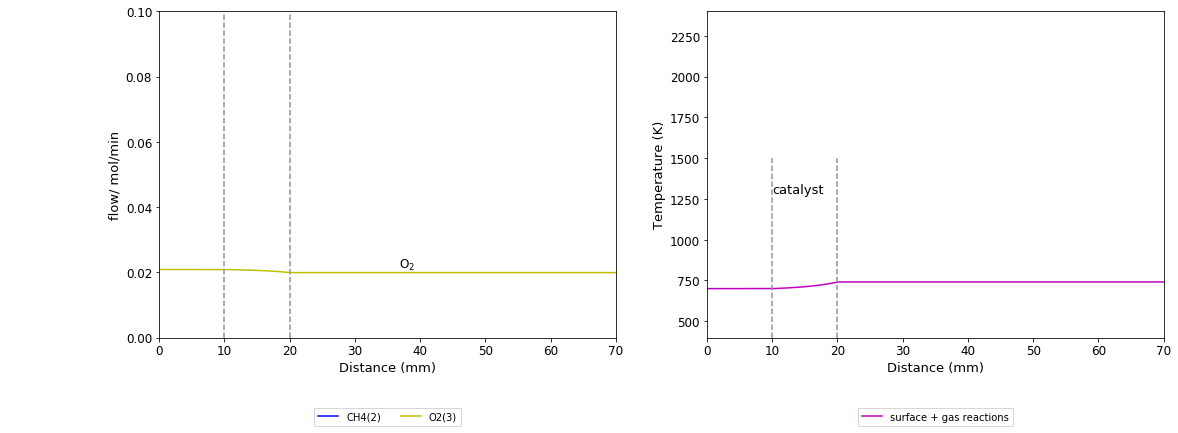 0.10
0.08
0.06
0.04
0.02
0.00
flow/ mol/min
O₂
0 10 20 30 40 50 60 70
Distance (mm)
CH4(2) O2(3)
2250
2000
1750
1500
1250
1000
750
500
Temperature (K)
catalyst
0 10 20 30 40 50 60 70
Distance (mm)
surface + gas reactions